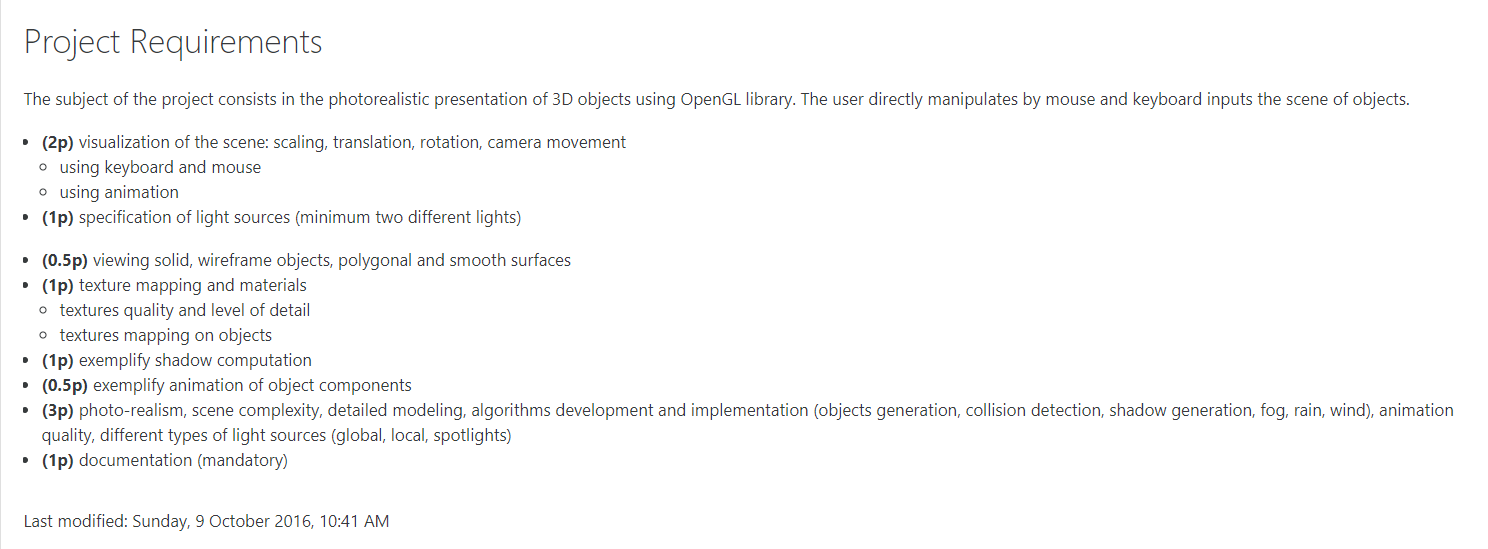 Project Requirements
The subject of the project consists in the photorealistic presentation of 3D objects using OpenGL library. The user directly manipulates by mouse and keyboard inputs the scene of objects.
• (2p) visualization of the scene: scaling, translation, rotation, camera movement
◦ using keyboard and mouse
◦ using animation
• (1p) specification of light sources (minimum two different lights)
• (0.5p) viewing solid, wireframe objects, polygonal and smooth surfaces
• (1p) texture mapping and materials
◦ textures quality and level of detail
◦ textures mapping on objects
• (1p) exemplify shadow computation
• (0.5p) exemplify animation of object components
• (3p) photo-realism, scene complexity, detailed modeling, algorithms development and implementation (objects generation, collision detection, shadow generation, fog, rain, wind), animation
quality, different types of light sources (global, local, spotlights)
• (1p) documentation (mandatory)
Last modified: Sunday, 9 October 2016, 10:41 AM